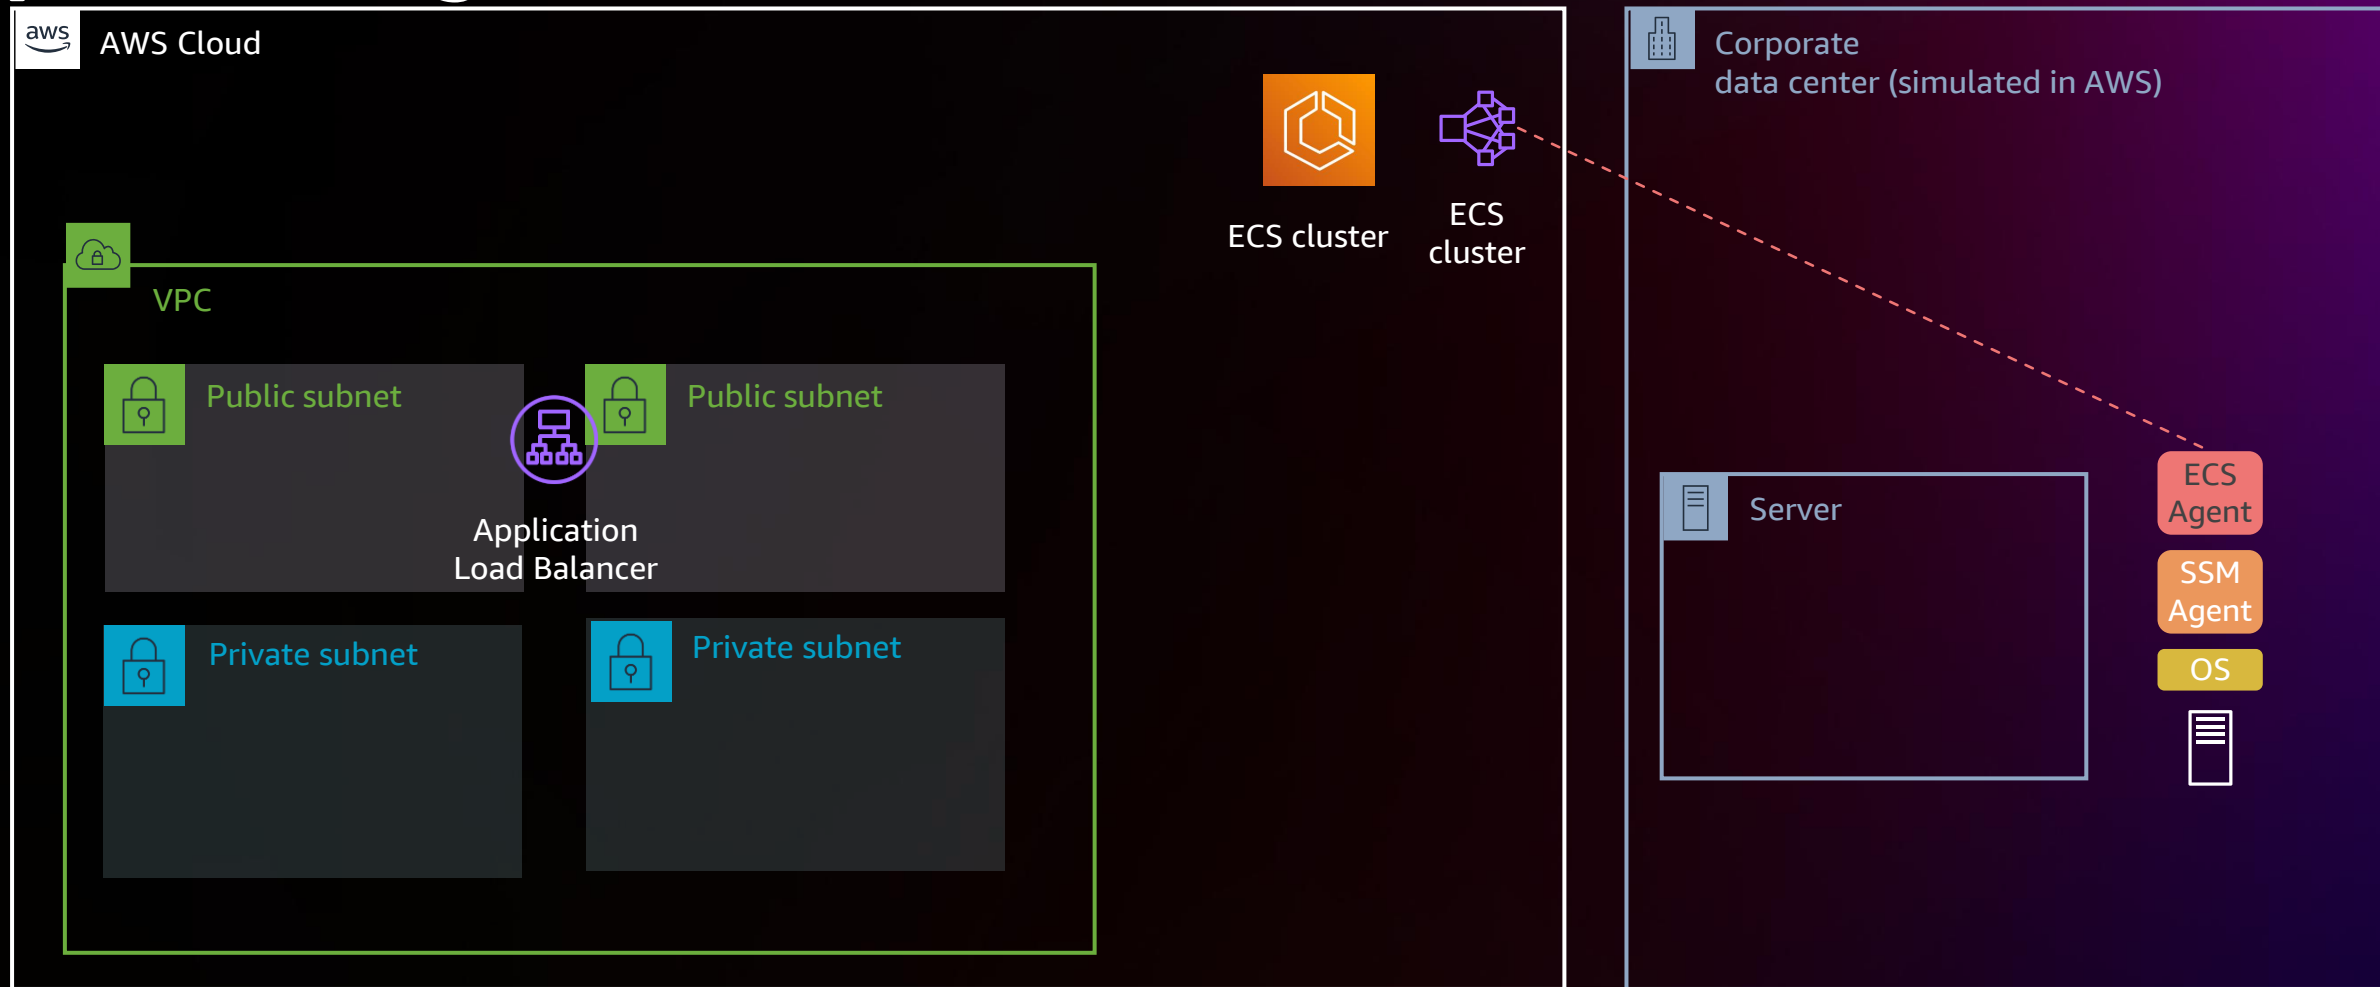 aws
AWS Cloud
ECS cluster
ECS
cluster
VPC
Public subnet
Public subnet
Application
Load Balancer
Private subnet
Private subnet
Corporate
data center (simulated in AWS)
Server
ECS
Agent
SSM
Agent
OS